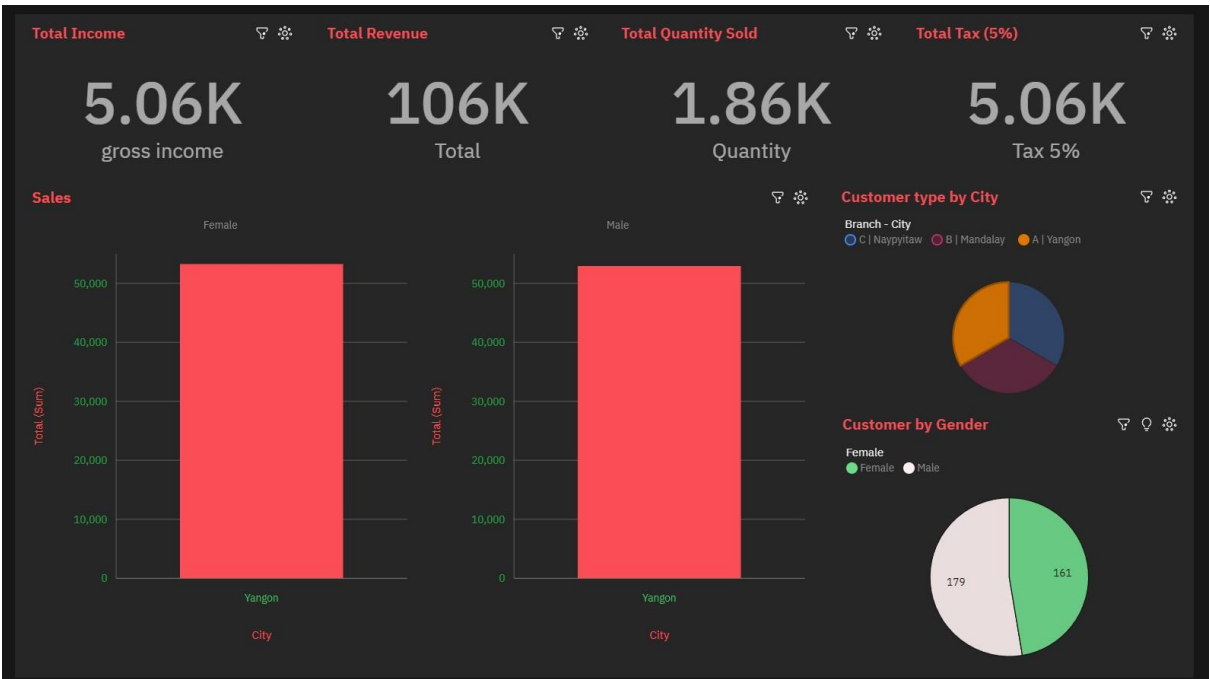 Total Income
Total Revenue
Total Quantity Sold
Total Tax (5%)
5.06K
gross income
106K
Total
1.86K
Quantity
5.06K
Tax 5%
Sales
Female
Male
50,000
40,000
30,000
20,000
10,000
0
Total (Sum)
Yangon
City
50,000
40,000
30,000
20,000
10,000
0
Total (Sum)
Yangon
City
Customer type by City
Branch - City
C | Naypyitaw B | Mandalay A | Yangon
Customer by Gender
Female
Female Male
179
161